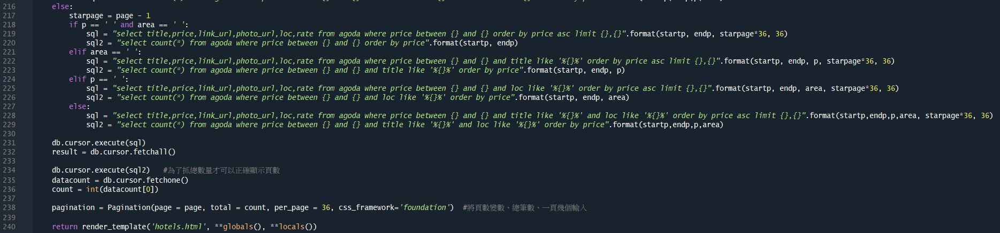 216 else:
217 starpage = page - 1
218 if p == ' ' and area == ' ':
219 sql = "select title,price,link_url,photo_url,loc,rate from agoda where price between {} and {} order by price asc limit {},{}".format(startp, endp, starpage*36, 36)
220 sql2 = "select count(*) from agoda where price between {} and {} order by price".format(startp, endp)
221 elif area == ' ':
222 sql = "select title,price,link_url,photo_url,loc,rate from agoda where price between {} and {} and title like '%{}%' order by price asc limit {},{}".format(startp, endp, p, starpage*36, 36)
223 sql2 = "select count(*) from agoda where price between {} and {} and title like '%{}%' order by price".format(startp, endp, p)
224 elif p == ' ':
225 sql = "select title,price,link_url,photo_url,loc,rate from agoda where price between {} and {} and loc like '%{}%' order by price asc limit {},{}".format(startp, endp, area, starpage*36, 36)
226 sql2 = "select count(*) from agoda where price between {} and {} and loc like '%{}%' order by price".format(startp, endp, area)
227 else:
228 sql = "select title,price,link_url,photo_url,loc,rate from agoda where price between {} and {} and title like '%{}%' and loc like '%{}%' order by price asc limit {},{}".format(startp,endp,p,area, starpage*36, 36)
229 sql2 = "select count(*) from agoda where price between {} and {} and title like '%{}%' and loc like '%{}%' order by price".format(startp,endp,p,area)
230
231 db.cursor.execute(sql)
232 result = db.cursor.fetchall()
233
234 db.cursor.execute(sql2) #為了抓總數量才可以正確顯示頁數
235 datacount = db.cursor.fetchone()
236 count = int(datacount[0])
237
238 pagination = Pagination(page = page, total = count, per_page = 36, css_framework='foundation') #將頁數變數、總筆數、一頁幾個輸入
239
240 return render_template('hotels.html', **globals(), **locals())